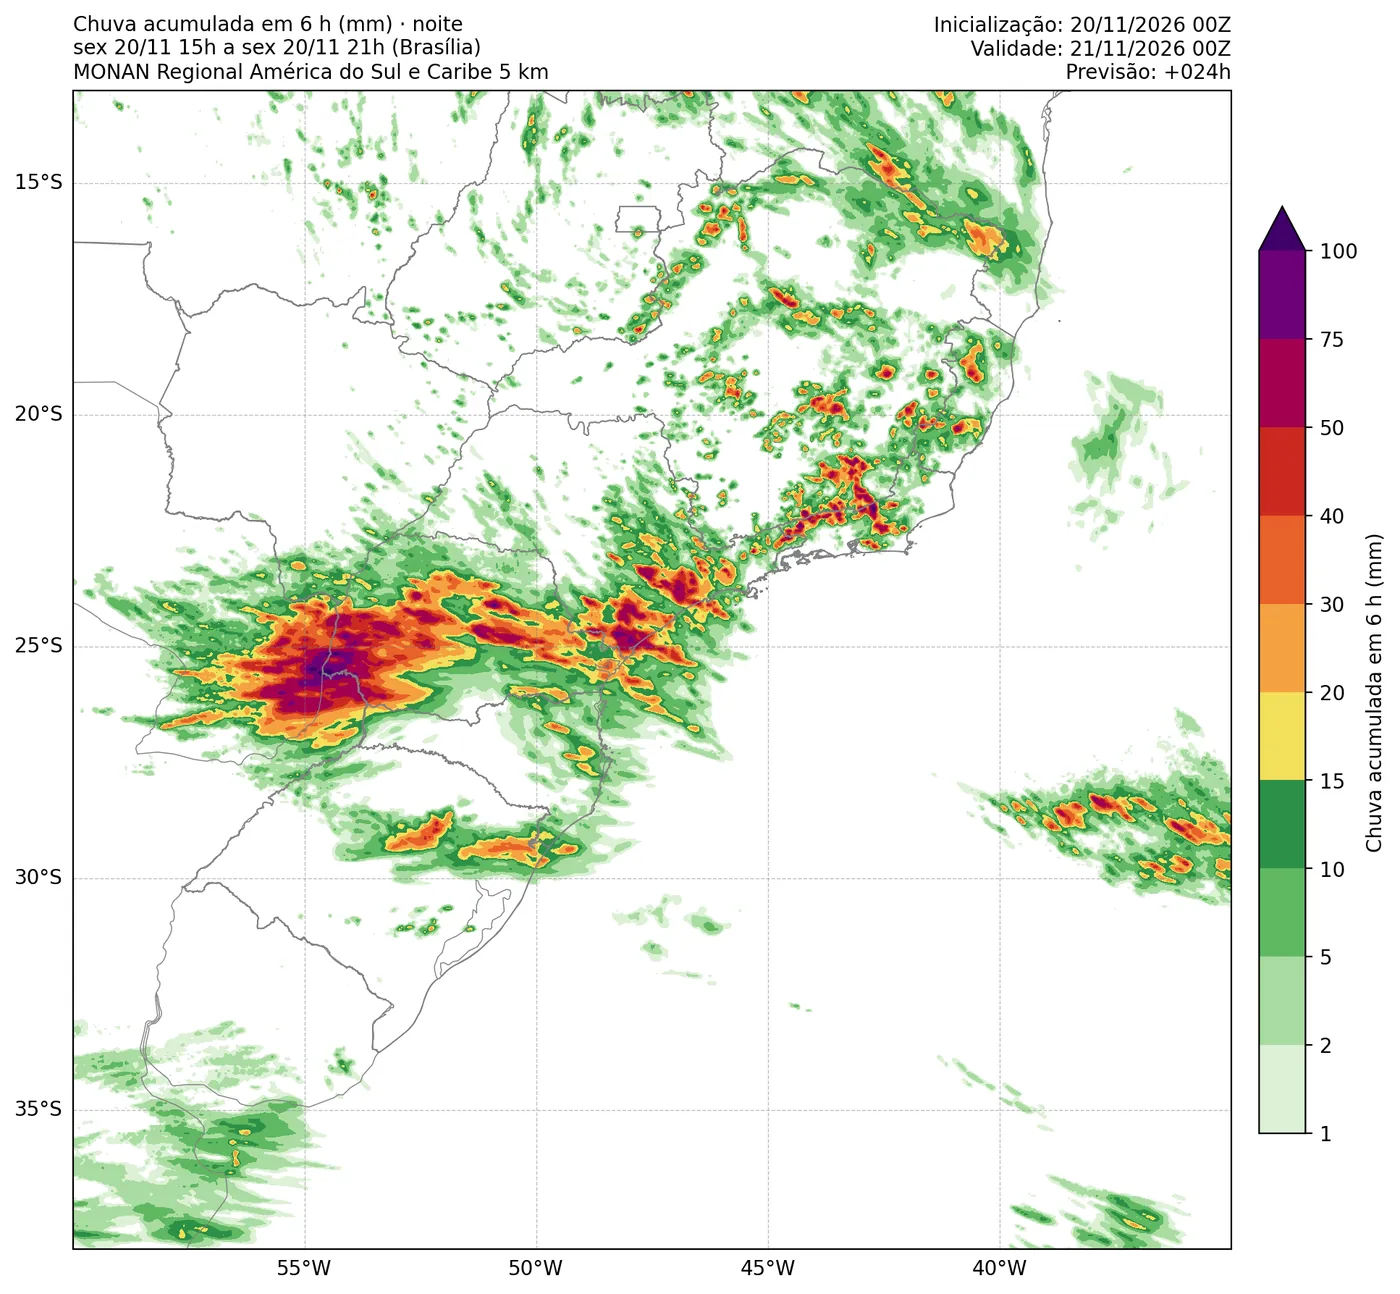 Chuva acumulada em 6 h (mm) · noite
sex 20/11 15h a sex 20/11 21h (Brasília)
MONAN Regional América do Sul e Caribe 5 km
Inicialização: 20/11/2026 00Z
Validade: 21/11/2026 00Z
Previsão: +024h
15°S
20°S
25°S
30°S
35°S
55°W
50°W
45°W
40°W
100
75
50
40
30
20
15
10
5
2
1
Chuva acumulada em 6 h (mm)